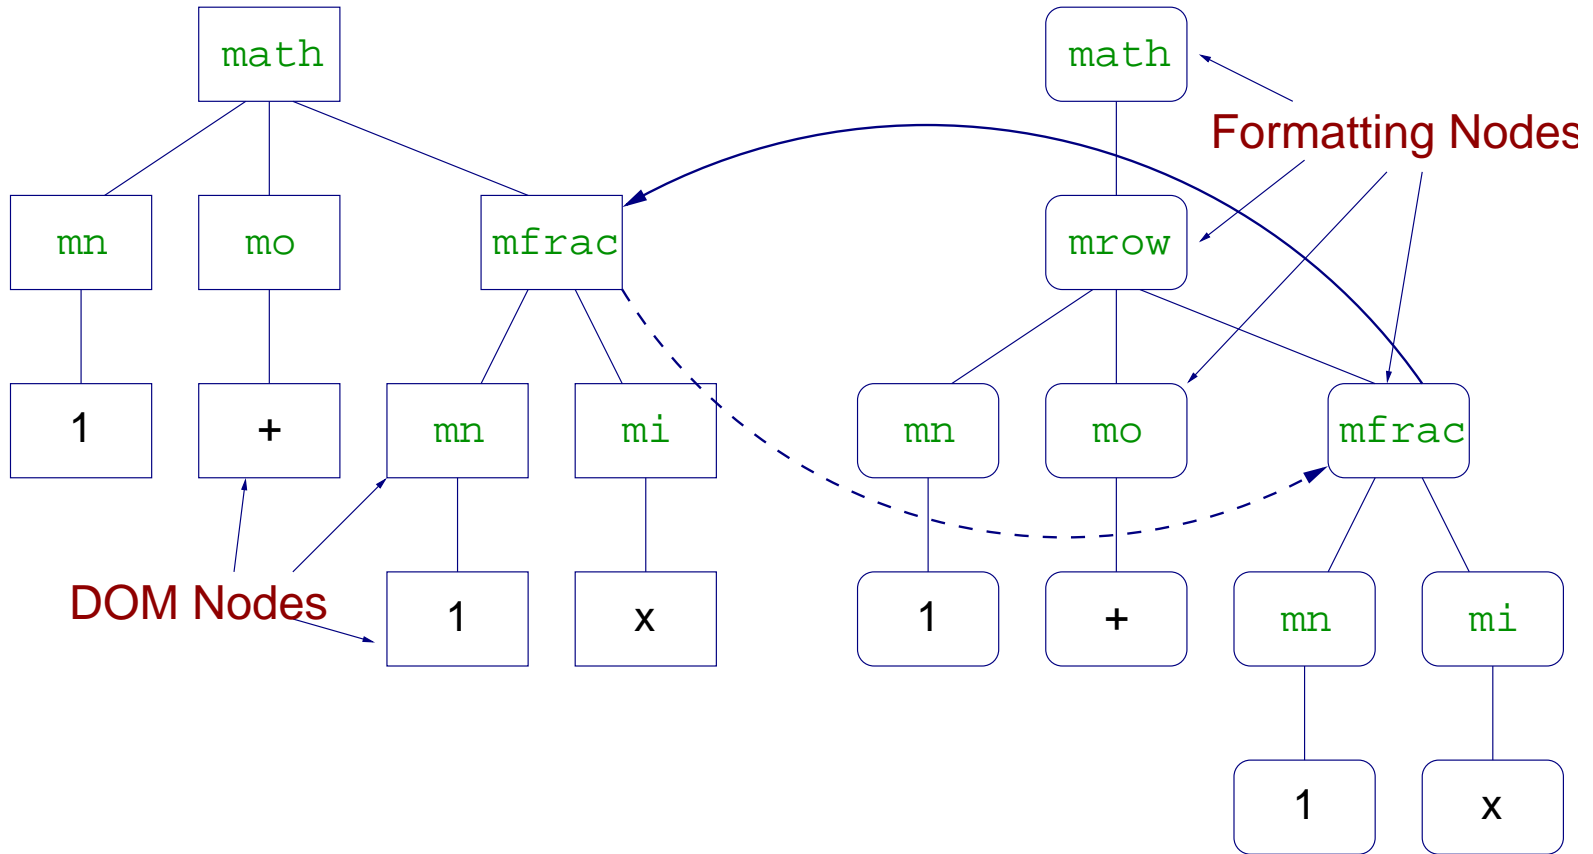 math
math
Formatting Nodes
mn
mo
mfrac
mrow
1
+
mn
mi
mn
mo
mfrac
DOM Nodes
1
x
1
+
mn
mi
1
x